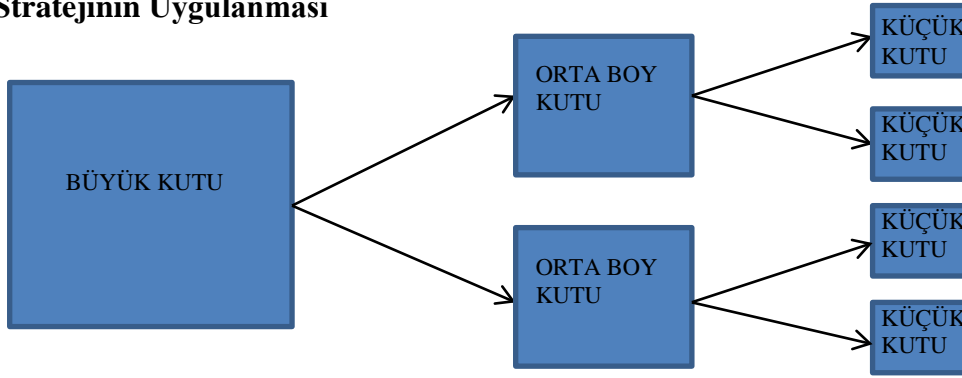 Stratejinin Uygulanması
BÜYÜK KUTU
ORTA BOY
KUTU
ORTA BOY
KUTU
KÜÇÜK
KUTU
KÜÇÜK
KUTU
KÜÇÜK
KUTU
KÜÇÜK
KUTU